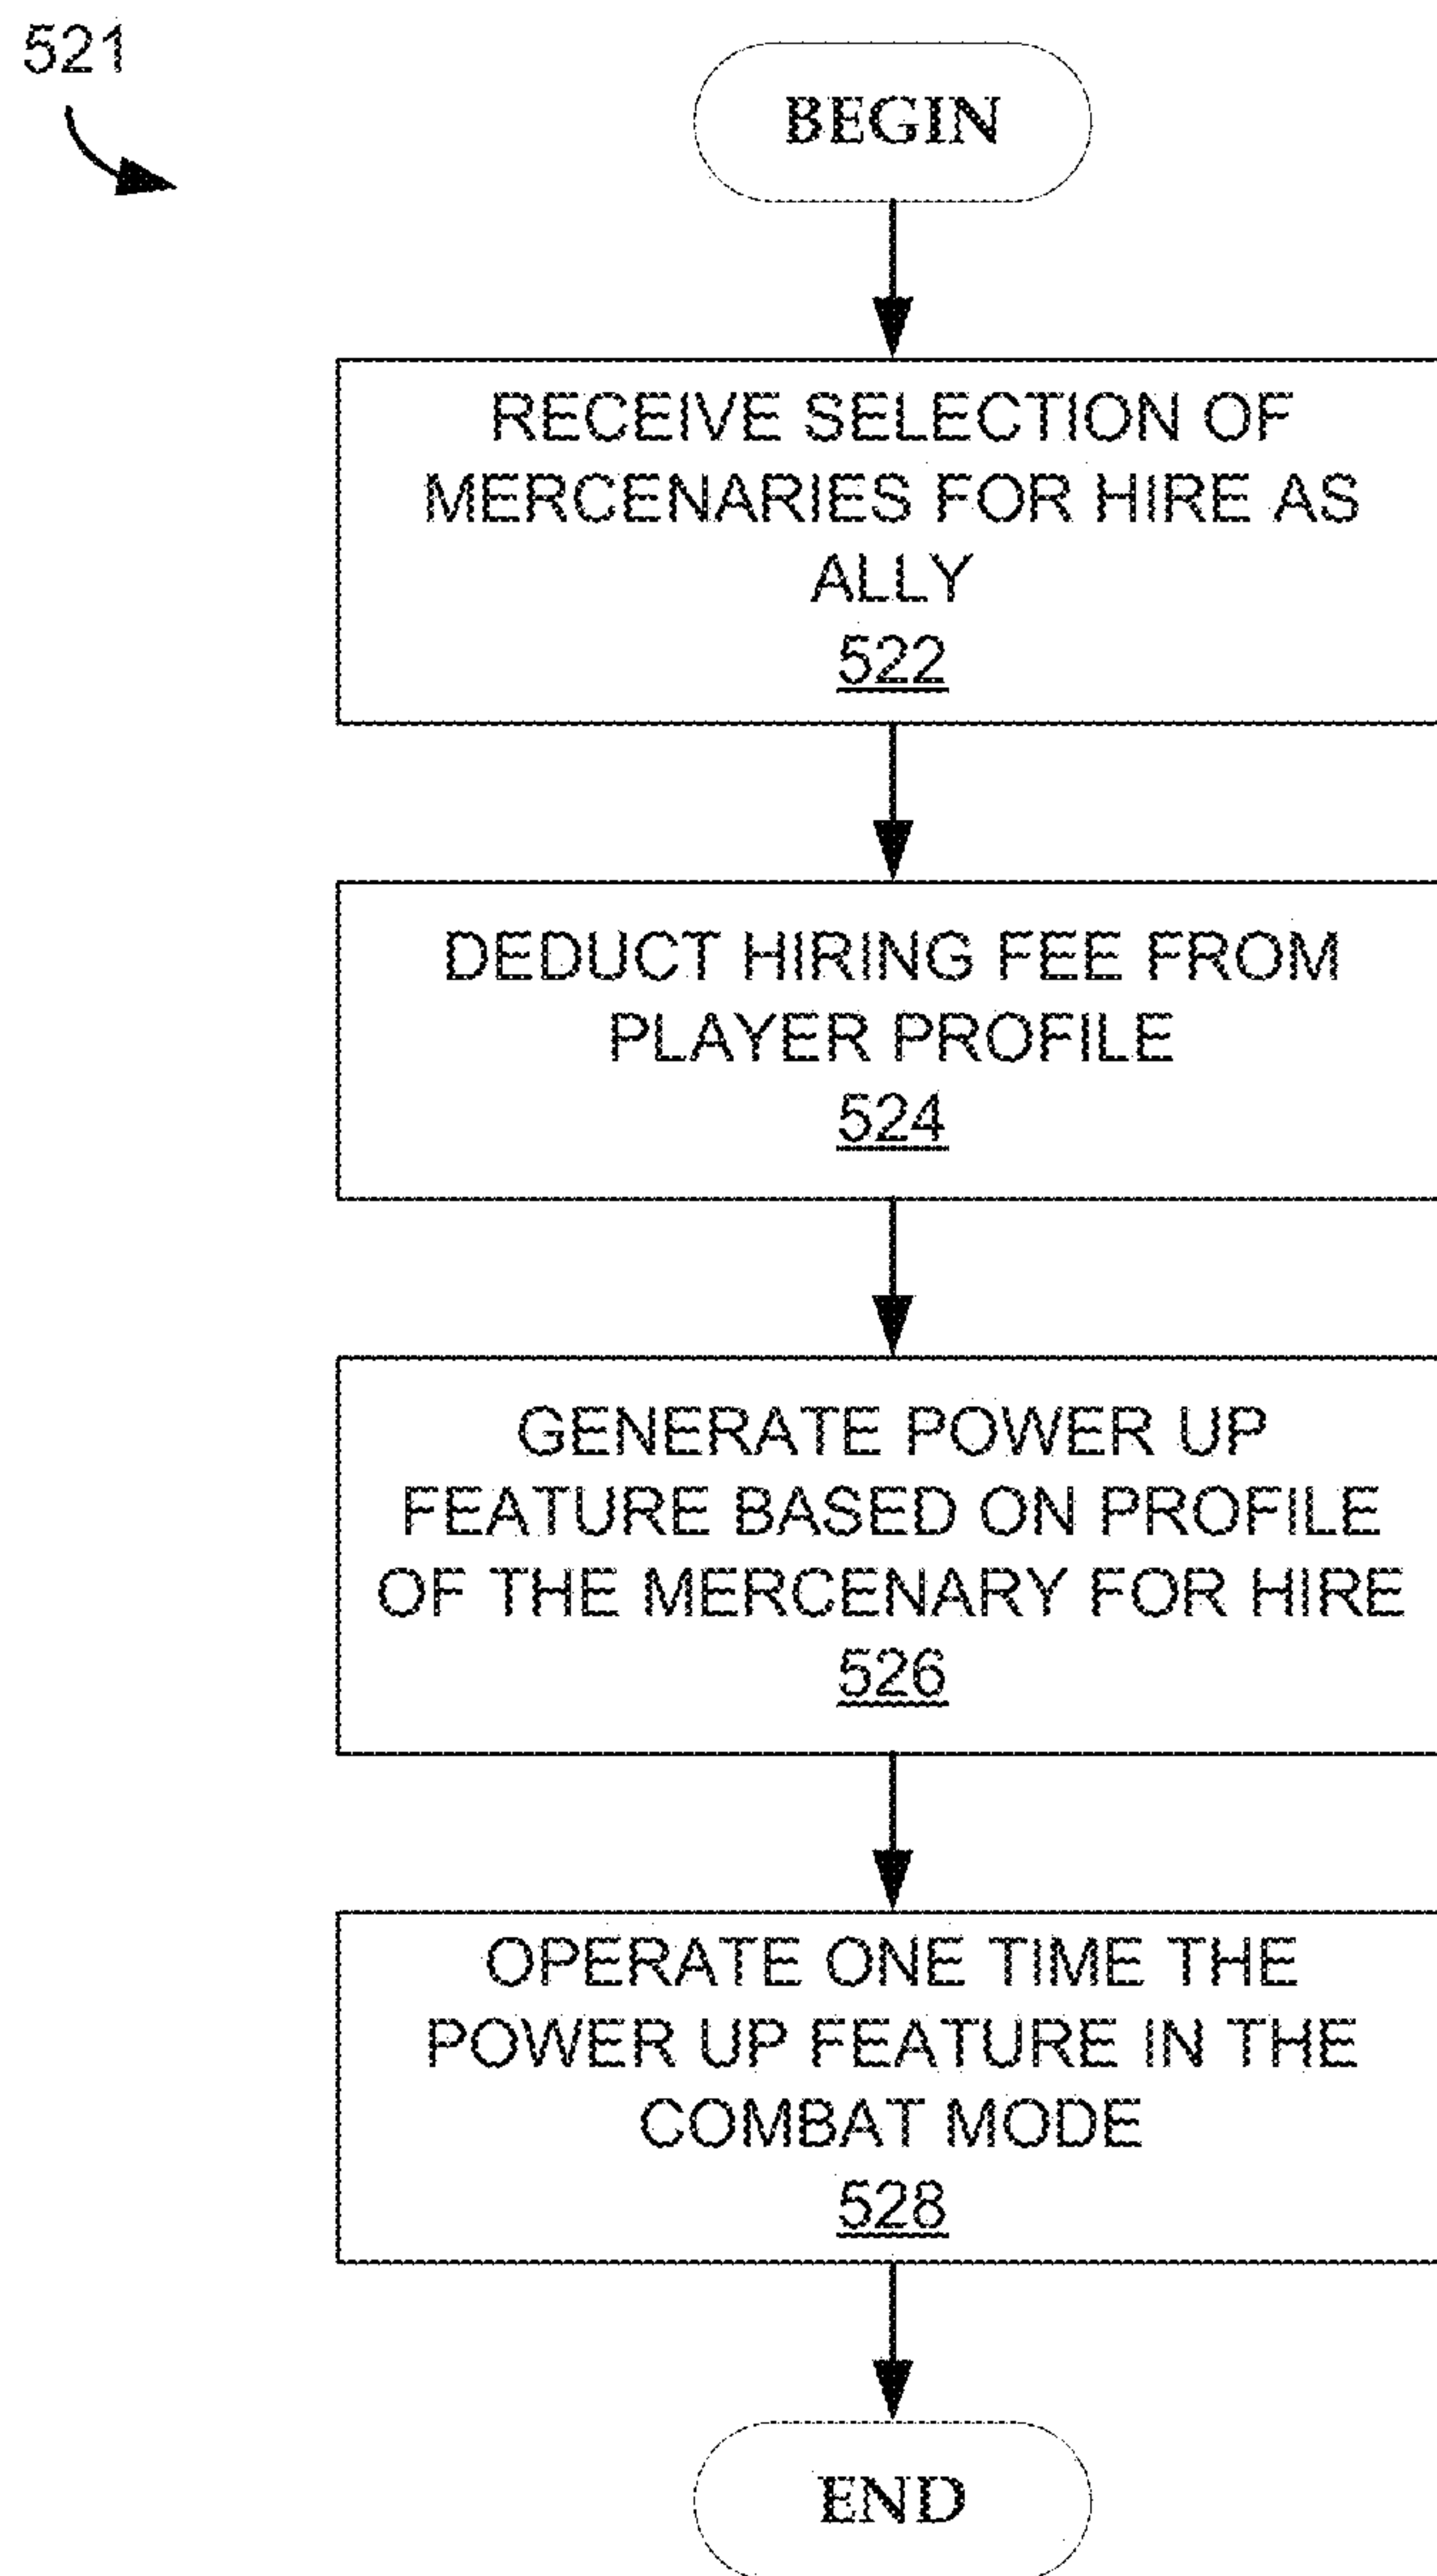 521
BEGIN
RECEIVE SELECTION OF
MERCENARIES FOR HIRE AS
ALLY
522
DEDUCT HIRING FEE FROM
PLAYER PROFILE
524
GENERATE POWER UP
FEATURE BASED ON PROFILE
OF THE MERCENARY FOR HIRE
526
OPERATE ONE TIME THE
POWER UP FEATURE IN THE
COMBAT MODE
528
END